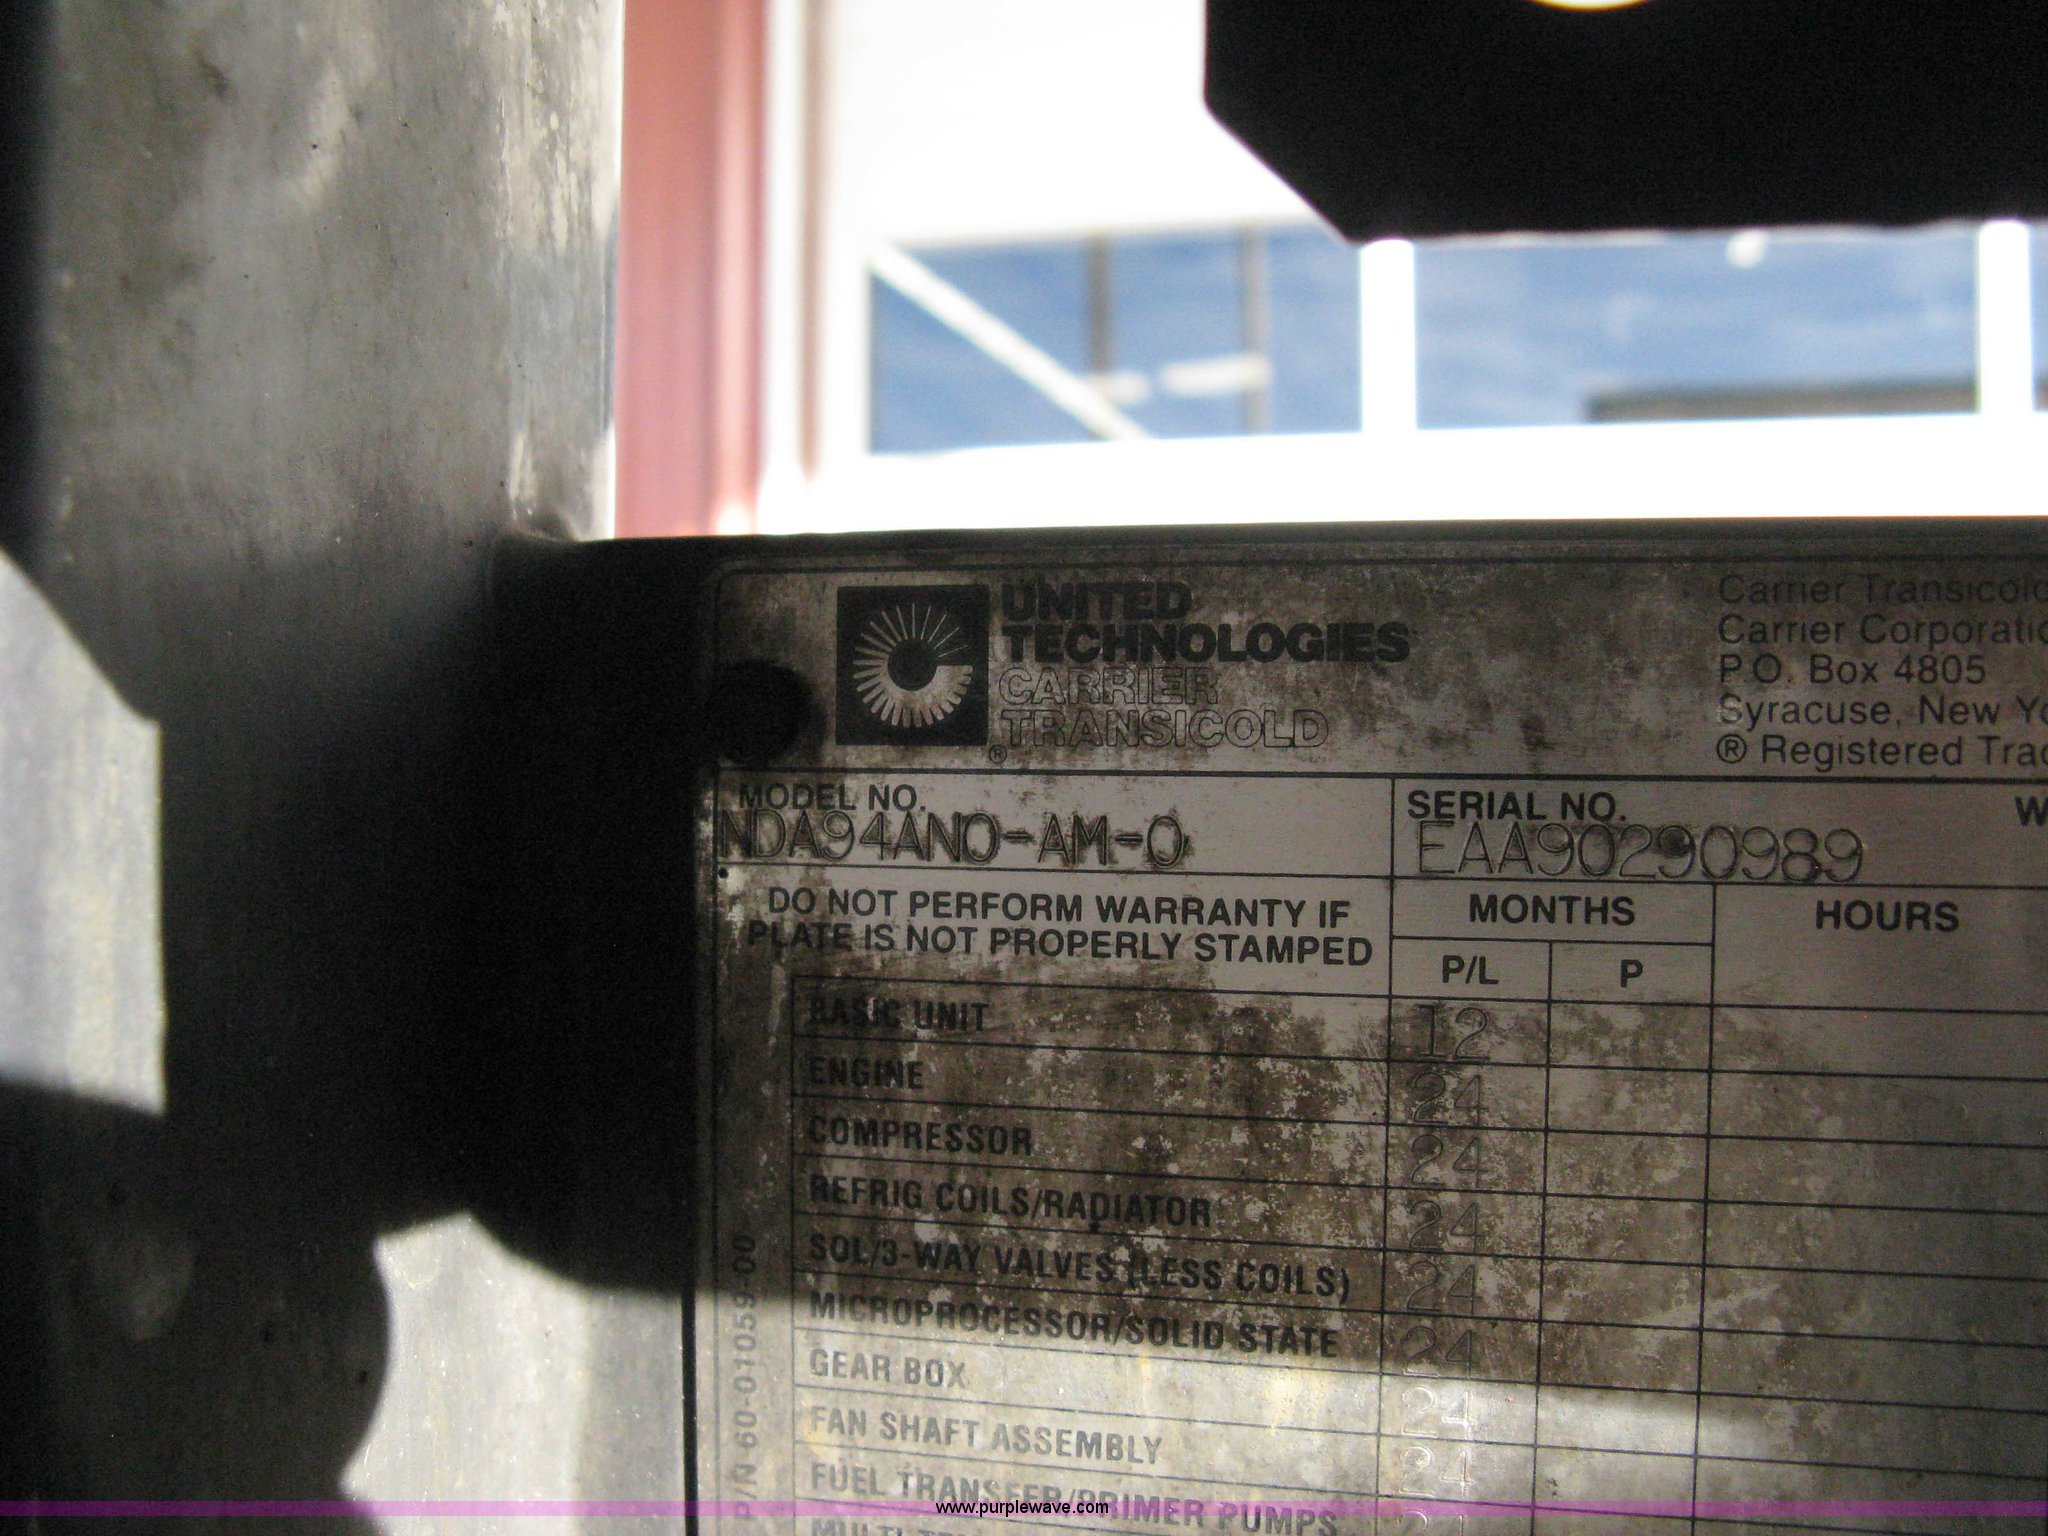 UNITED
TECHNOLOGIES
CARRIER
TRANSICOLD
®
Carrier Transicold
Carrier Corporatio
P.O. Box 4805
Syracuse, New Yo
® Registered Trad
MODEL NO.
NDA94AN0-AM-0
SERIAL NO.
EAA90290989
W
DO NOT PERFORM WARRANTY IF
PLATE IS NOT PROPERLY STAMPED
MONTHS
HOURS
P/L
P
BASIC UNIT 12
ENGINE 24
COMPRESSOR 24
REFRIG COILS/RADIATOR 24
SOL/3-WAY VALVES (LESS COILS) 24
MICROPROCESSOR/SOLID STATE 24
GEAR BOX 24
FAN SHAFT ASSEMBLY 24
FUEL TRANSFER/PRIMER PUMPS
P/N 60-01059-00
www.purplewave.com